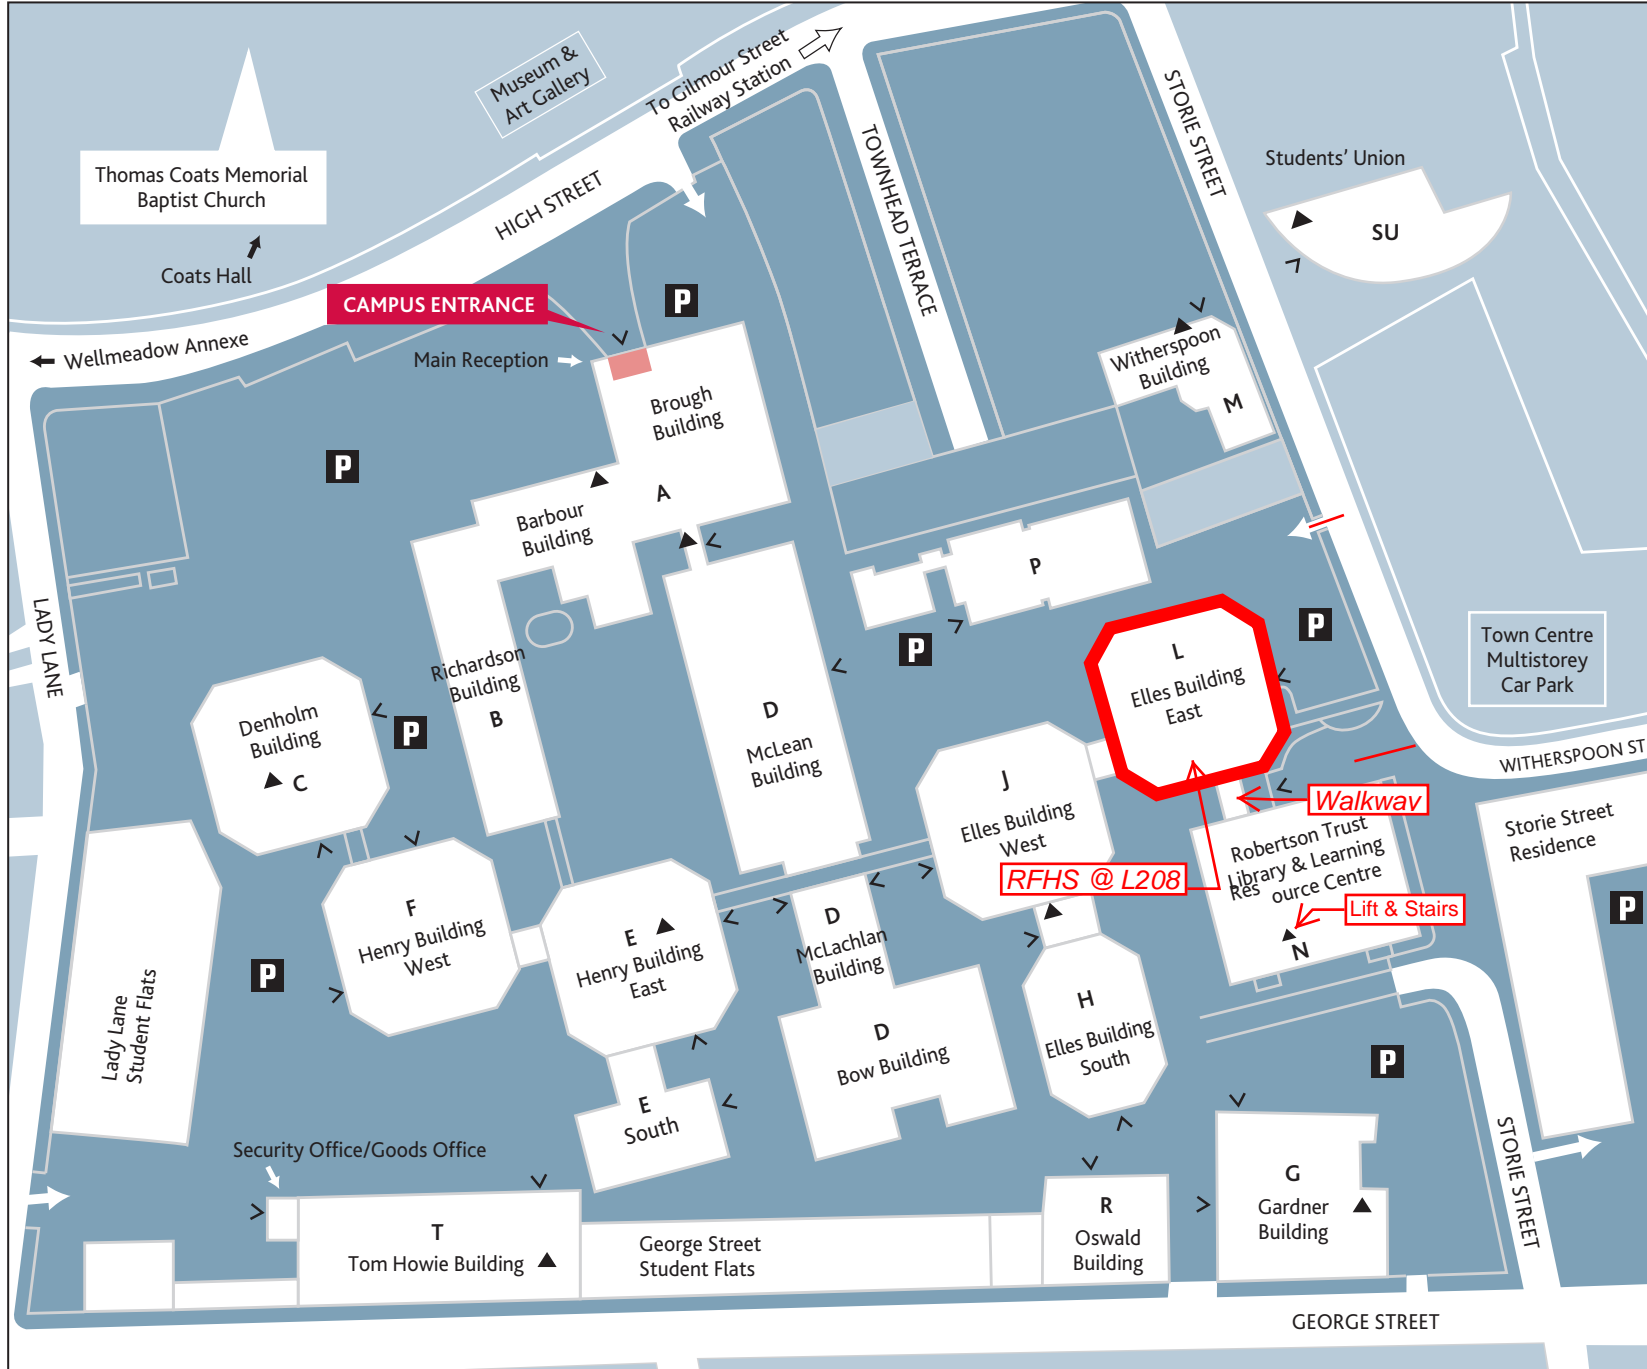 Museum &
Art Gallery
To Gilmour Street
Railway Station
STORIE STREET
Students' Union
SU
Thomas Coats Memorial
Baptist Church
Coats Hall
HIGH STREET
TOWNHEAD TERRACE
CAMPUS ENTRANCE
P
Wellmeadow Annexe
Main Reception
Witherspoon
Building
M
Brough
Building
P
A
Barbour
Building
P
LADY LANE
P
P
Town Centre
Multistorey
Car Park
L
Elles Building
East
Richardson
Building
B
Denholm
Building
C
P
D
McLean
Building
J
Elles Building
West
WITHERSPOON ST
Walkway
Storie Street
Residence
Robertson Trust
Library & Learning
Res ource Centre
RFHS @ L208
Lift & Stairs
N
P
F
Henry Building
West
E
Henry Building
East
D
McLachlan
Building
P
Lady Lane
Student Flats
H
Elles Building
South
D
Bow Building
P
E
South
Security Office/Goods Office
STORIE STREET
T
Tom Howie Building
George Street
Student Flats
R
Oswald
Building
G
Gardner
Building
GEORGE STREET